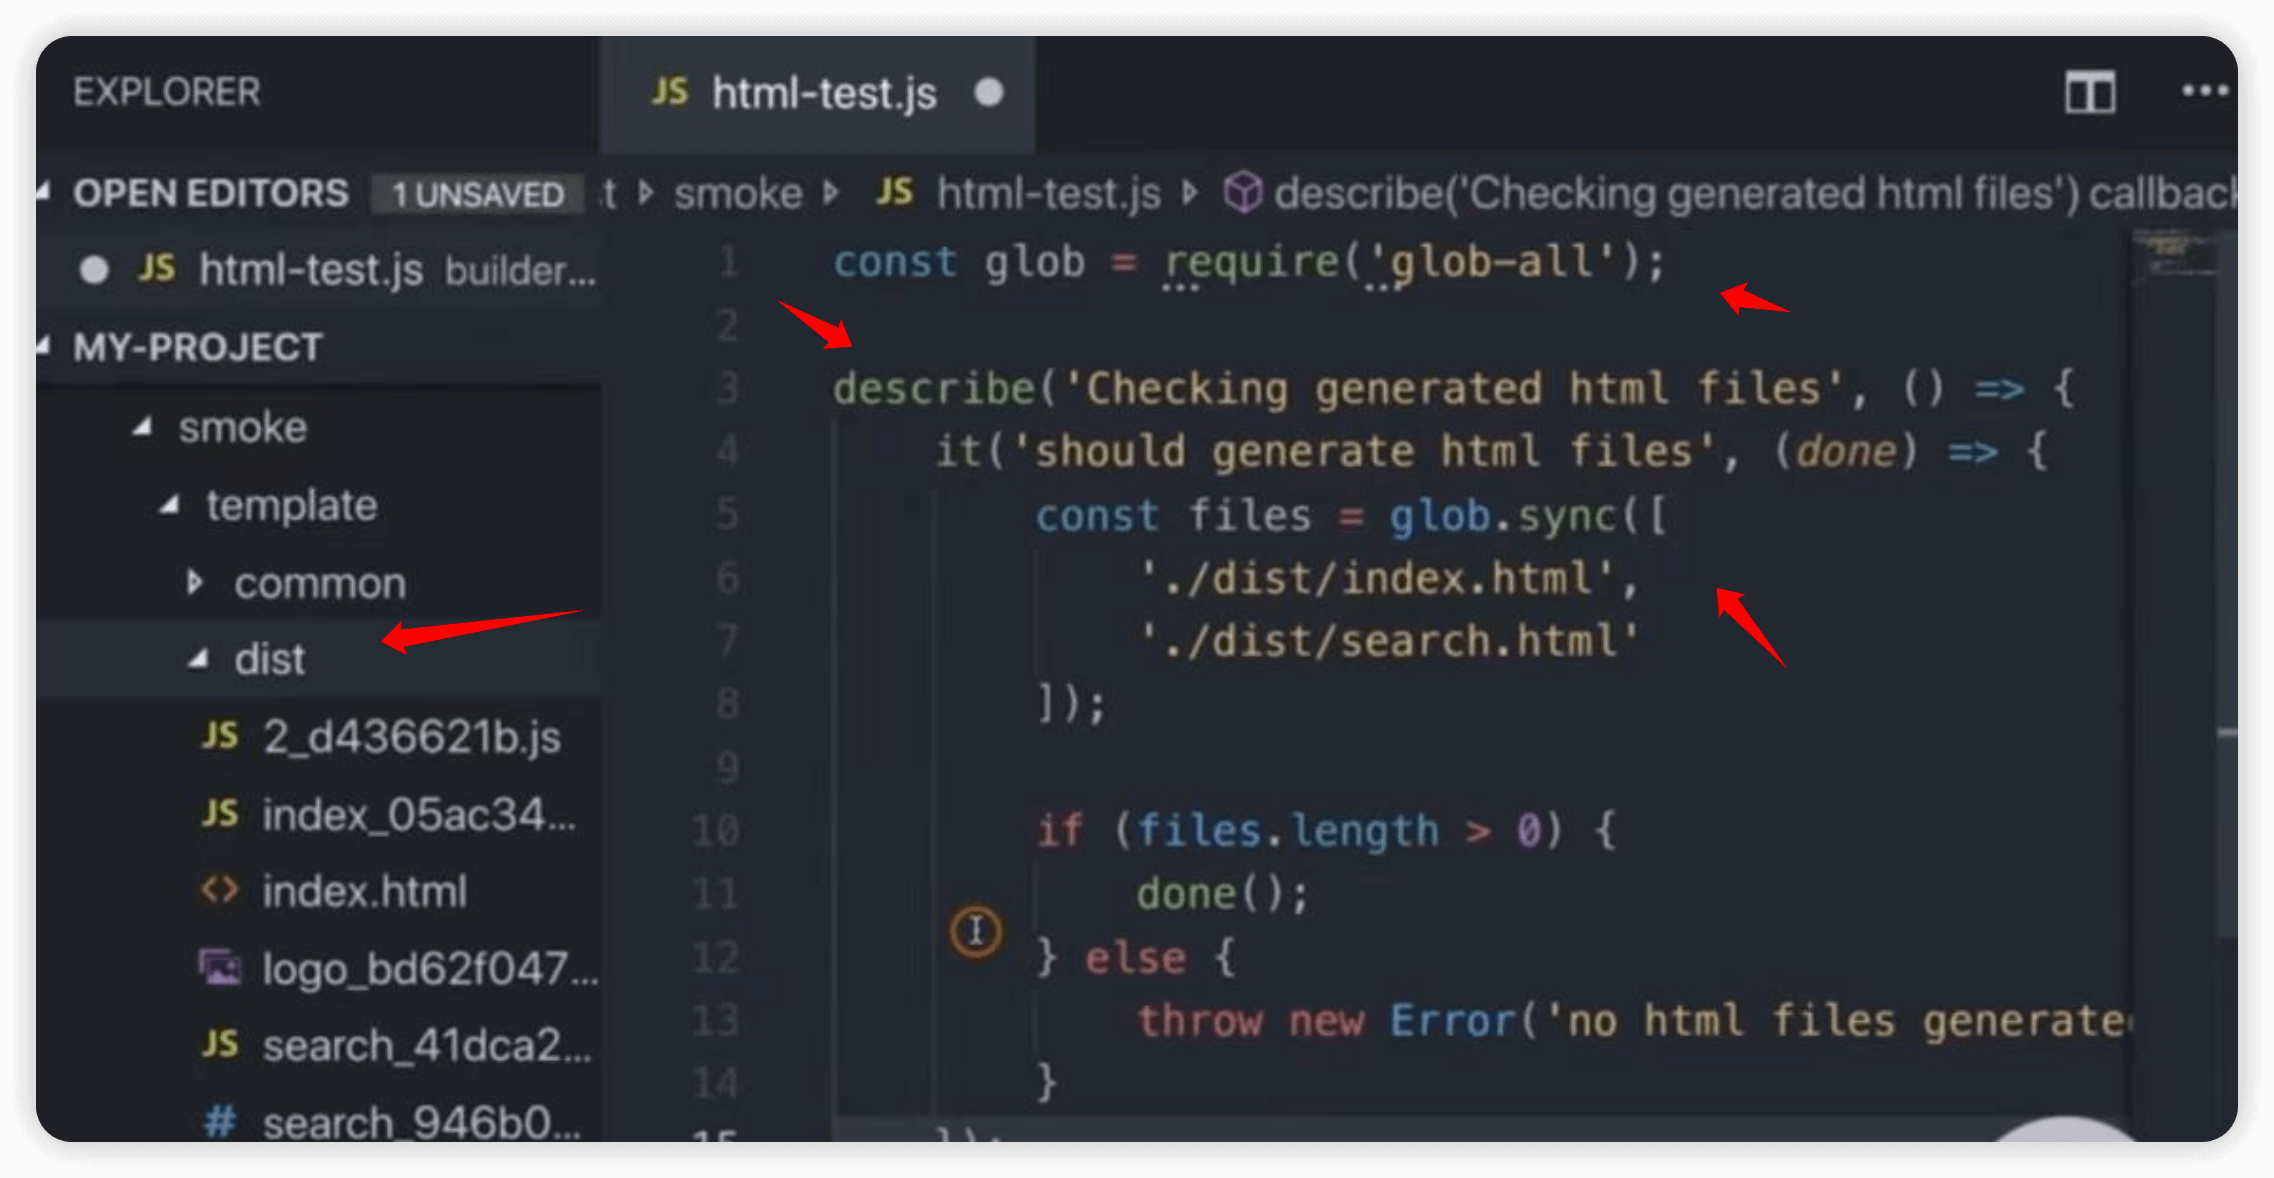 EXPLORER
OPEN EDITORS 1 UNSAVED
JS html-test.js builder...
MY-PROJECT
smoke
template
common
dist
JS 2_d436621b.js
JS index_05ac34...
<> index.html
logo_bd62f047...
JS search_41dca2...
# search_946b0...
JS html-test.js
t smoke JS html-test.js describe('Checking generated html files') callback
1 const glob = require('glob-all');
2
3 describe('Checking generated html files', () => {
4 it('should generate html files', (done) => {
5 const files = glob.sync([
6 './dist/index.html',
7 './dist/search.html'
8 ]);
9
10 if (files.length > 0) {
11 done();
12 } else {
13 throw new Error('no html files generate
14 }
15 });